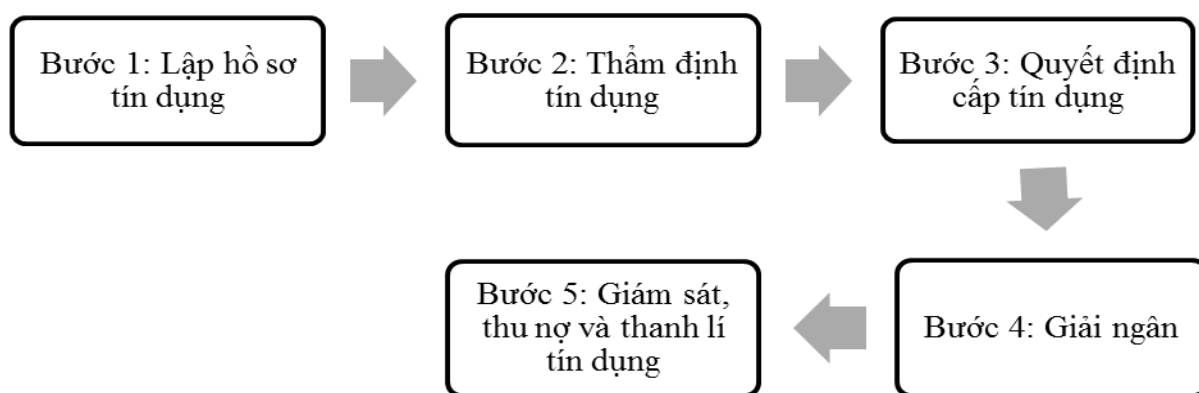 Bước 1: Lập hồ sơ
tín dụng
Bước 2: Thẩm định
tín dụng
Bước 3: Quyết định
cấp tín dụng
Bước 4: Giải ngân
Bước 5: Giám sát,
thu nợ và thanh lí
tín dụng